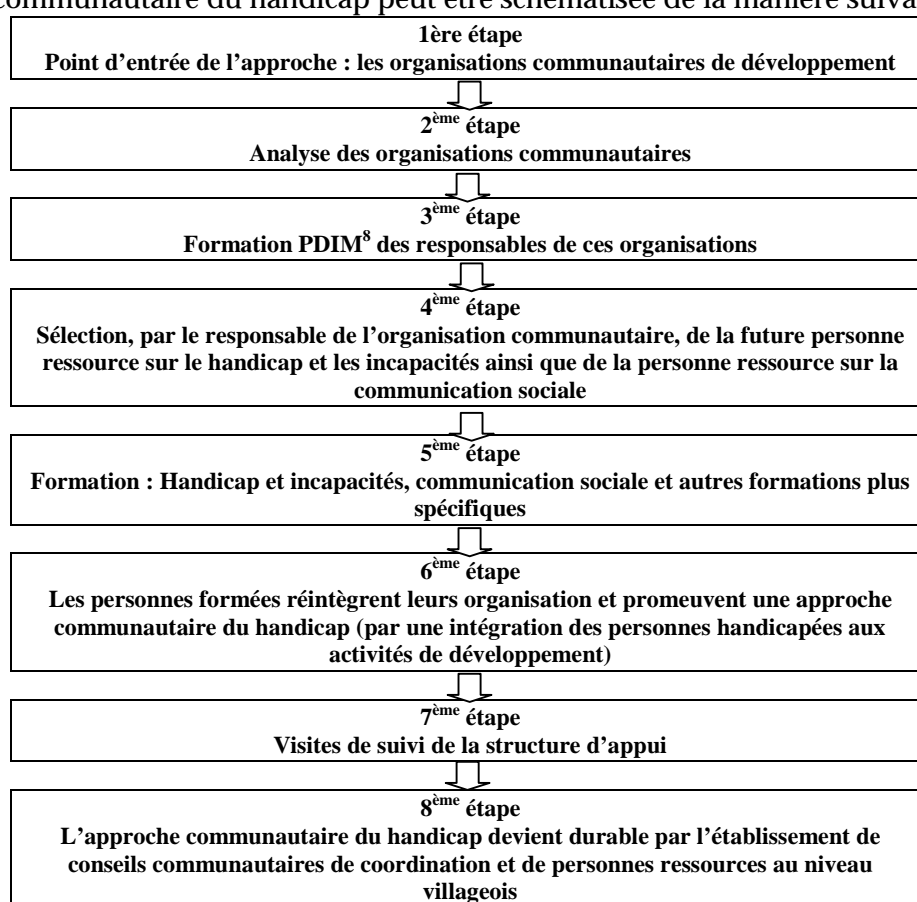 communautaire du handicap peut être schématisée de la manière suiva
1ère étape
Point d’entrée de l’approche : les organisations communautaires de développement
2ème étape
Analyse des organisations communautaires
3ème étape
Formation PDIM8 des responsables de ces organisations
4ème étape
Sélection, par le responsable de l’organisation communautaire, de la future personne
ressource sur le handicap et les incapacités ainsi que de la personne ressource sur la
communication sociale
5ème étape
Formation : Handicap et incapacités, communication sociale et autres formations plus
spécifiques
6ème étape
Les personnes formées réintègrent leurs organisation et promeuvent une approche
communautaire du handicap (par une intégration des personnes handicapées aux
activités de développement)
7ème étape
Visites de suivi de la structure d’appui
8ème étape
L’approche communautaire du handicap devient durable par l’établissement de
conseils communautaires de coordination et de personnes ressources au niveau
villageois